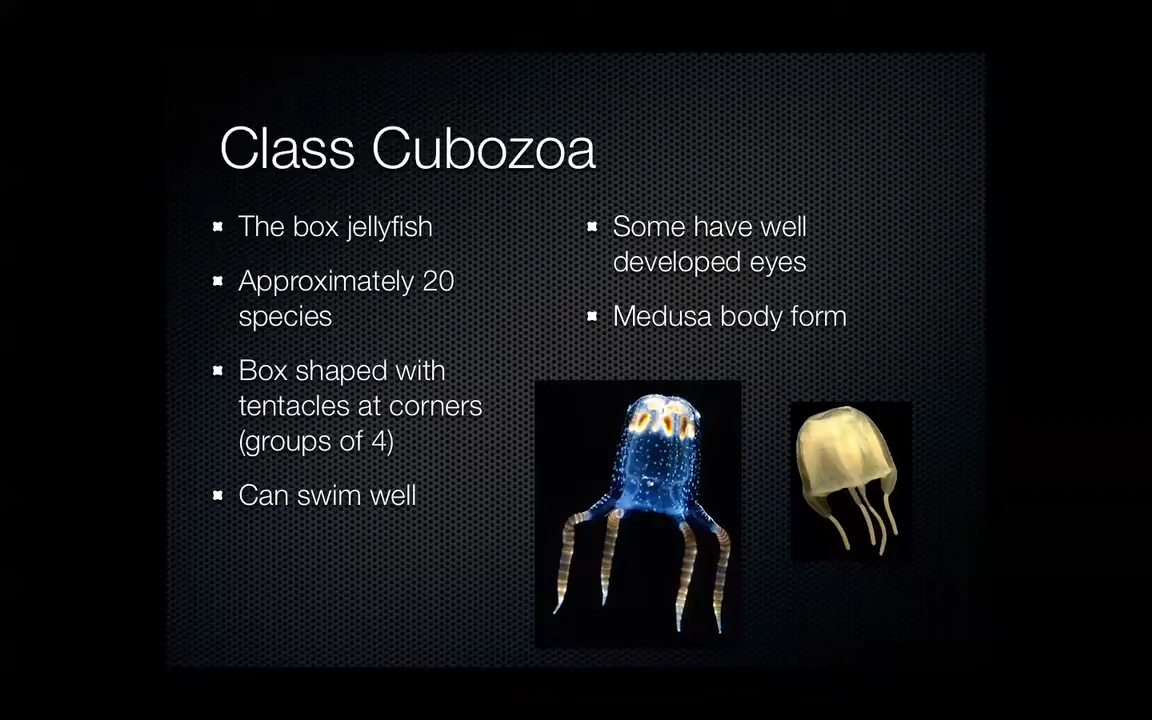 Class Cubozoa
The box jellyfish
Approximately 20
species
Box shaped with
tentacles at corners
(groups of 4)
Can swim well
Some have well
developed eyes
Medusa body form